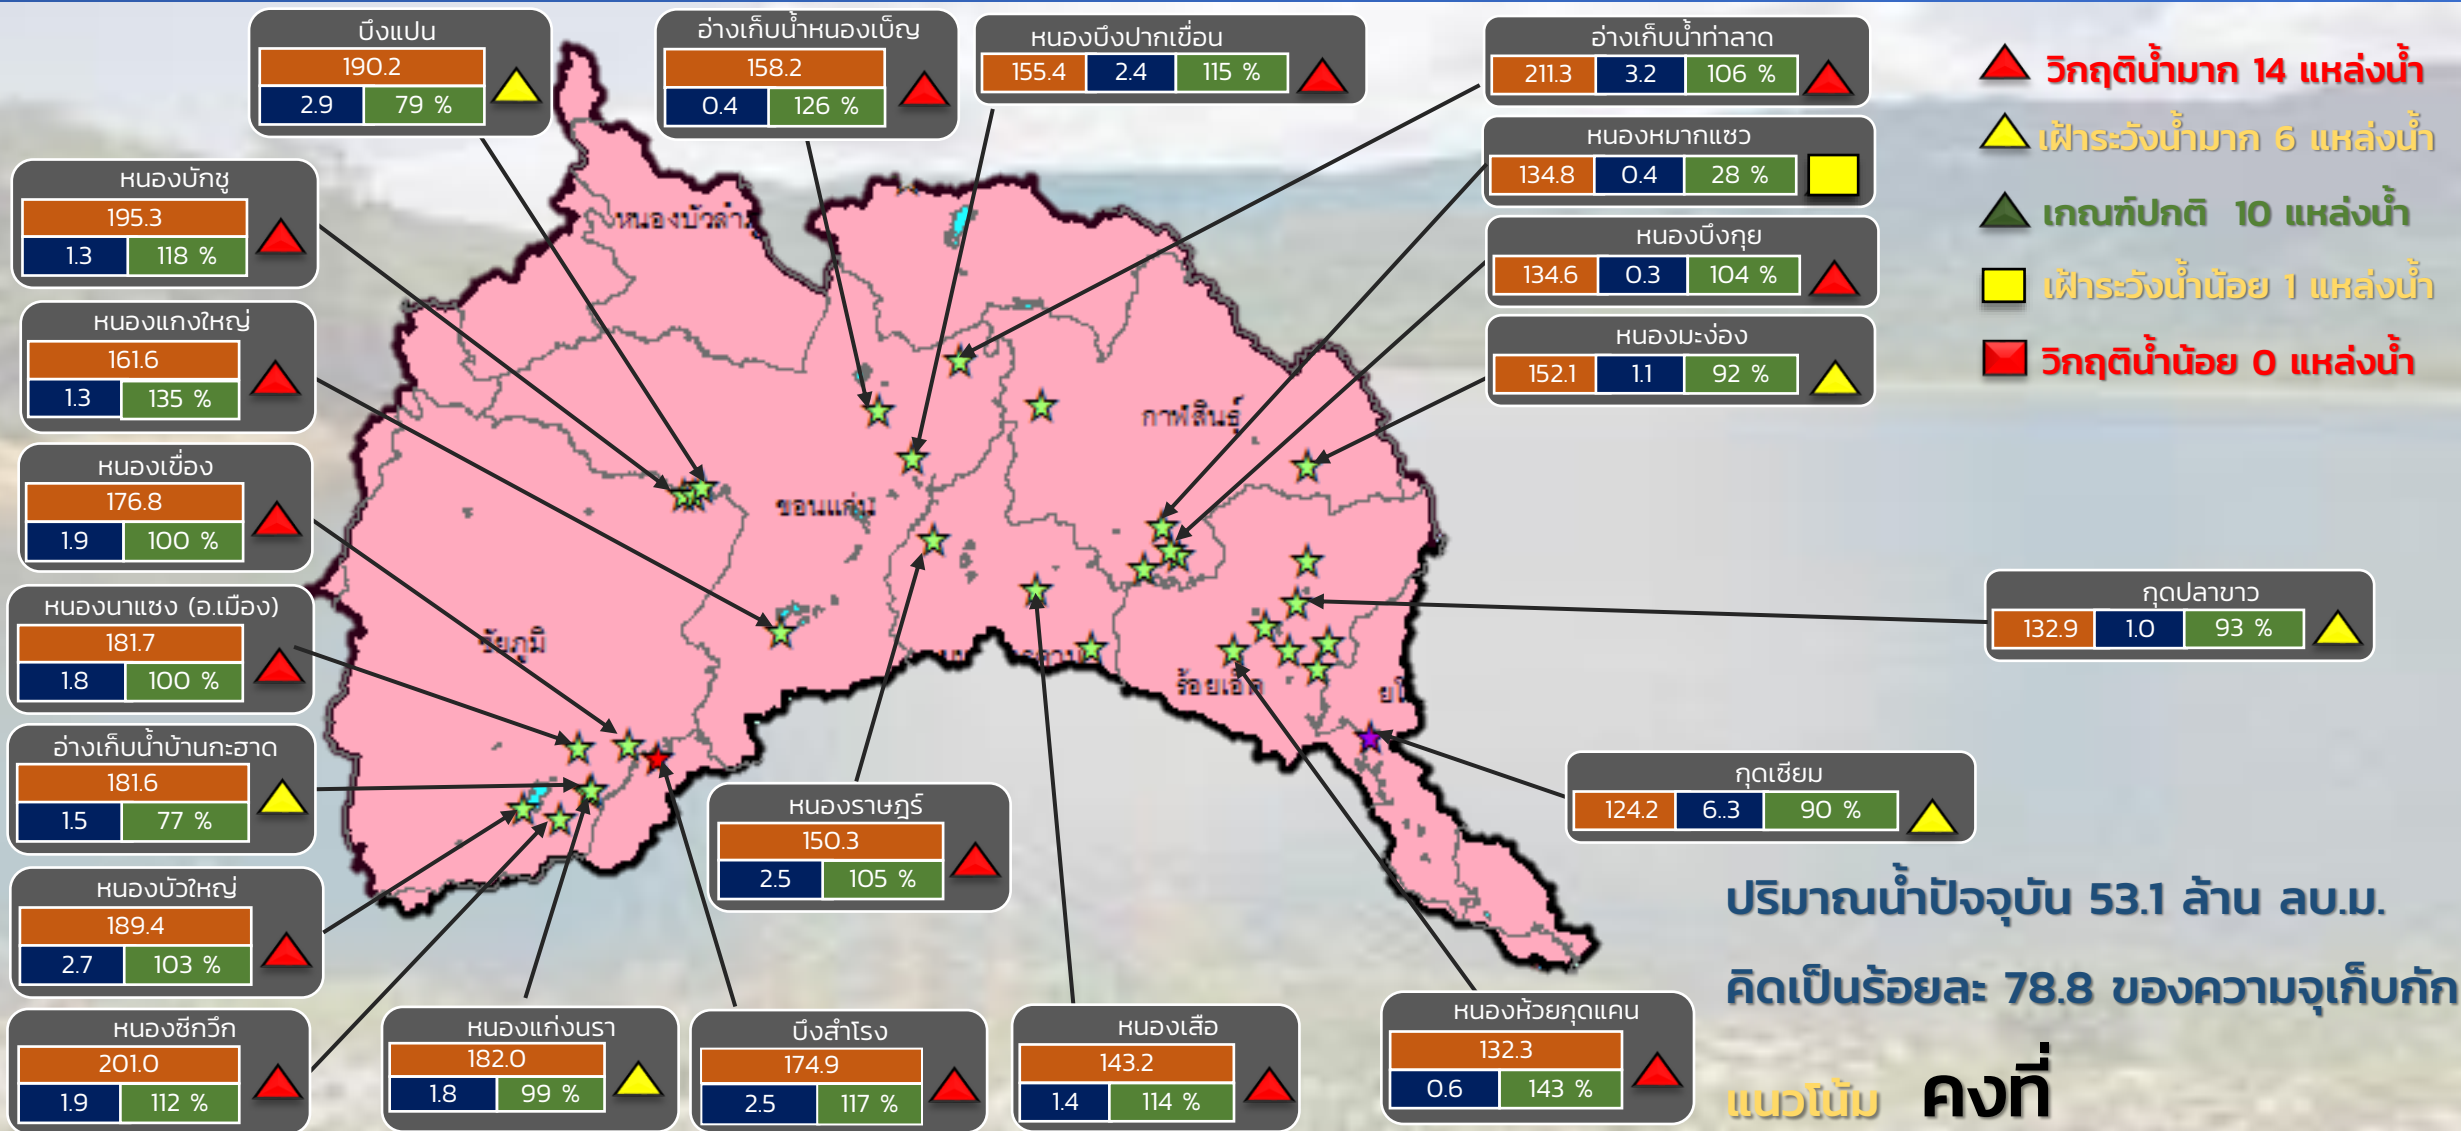 บึงแปน
190.2
2.9 79 %
อ่างเก็บน้ำหนองเบ็ญ
158.2
0.4 126 %
หนองบึงปากเขื่อน
155.4 2.4 115 %
อ่างเก็บน้ำท่าลาด
211.3 3.2 106 %
หนองหมากแซว
134.8 0.4 28 %
หนองบึงกุย
134.6 0.3 104 %
หนองมะง่อง
152.1 1.1 92 %
วิกฤติน้ำมาก 14 แหล่งน้ำ
เฝ้าระวังน้ำมาก 6 แหล่งน้ำ
เกณฑ์ปกติ 10 แหล่งน้ำ
เฝ้าระวังน้ำน้อย 1 แหล่งน้ำ
วิกฤติน้ำน้อย 0 แหล่งน้ำ
หนองบักชู
195.3
1.3 118 %
หนองแกงใหญ่
161.6
1.3 135 %
หนองเขื่อง
176.8
1.9 100 %
หนองนาแซง (อ.เมือง)
181.7
1.8 100 %
อ่างเก็บน้ำบ้านกะฮาด
181.6
1.5 77 %
หนองบัวใหญ่
189.4
2.7 103 %
หนองซีกวึก
201.0
1.9 112 %
หนองบัวลำภ
กาฬสินธุ์
ขอนแก่น
ชัยภูมิ
ร้อยเอ็ด
กุดปลาขาว
132.9 1.0 93 %
กุดเซียม
124.2 6..3 90 %
หนองราษฎร์
150.3
2.5 105 %
หนองแก่งนรา
182.0
1.8 99 %
บึงสำโรง
174.9
2.5 117 %
หนองเสือ
143.2
1.4 114 %
หนองห้วยกุดแคน
132.3
0.6 143 %
ปริมาณน้ำปัจจุบัน 53.1 ล้าน ลบ.ม.
คิดเป็นร้อยละ 78.8 ของความจุเก็บกัก
แนวโน้ม คงที่